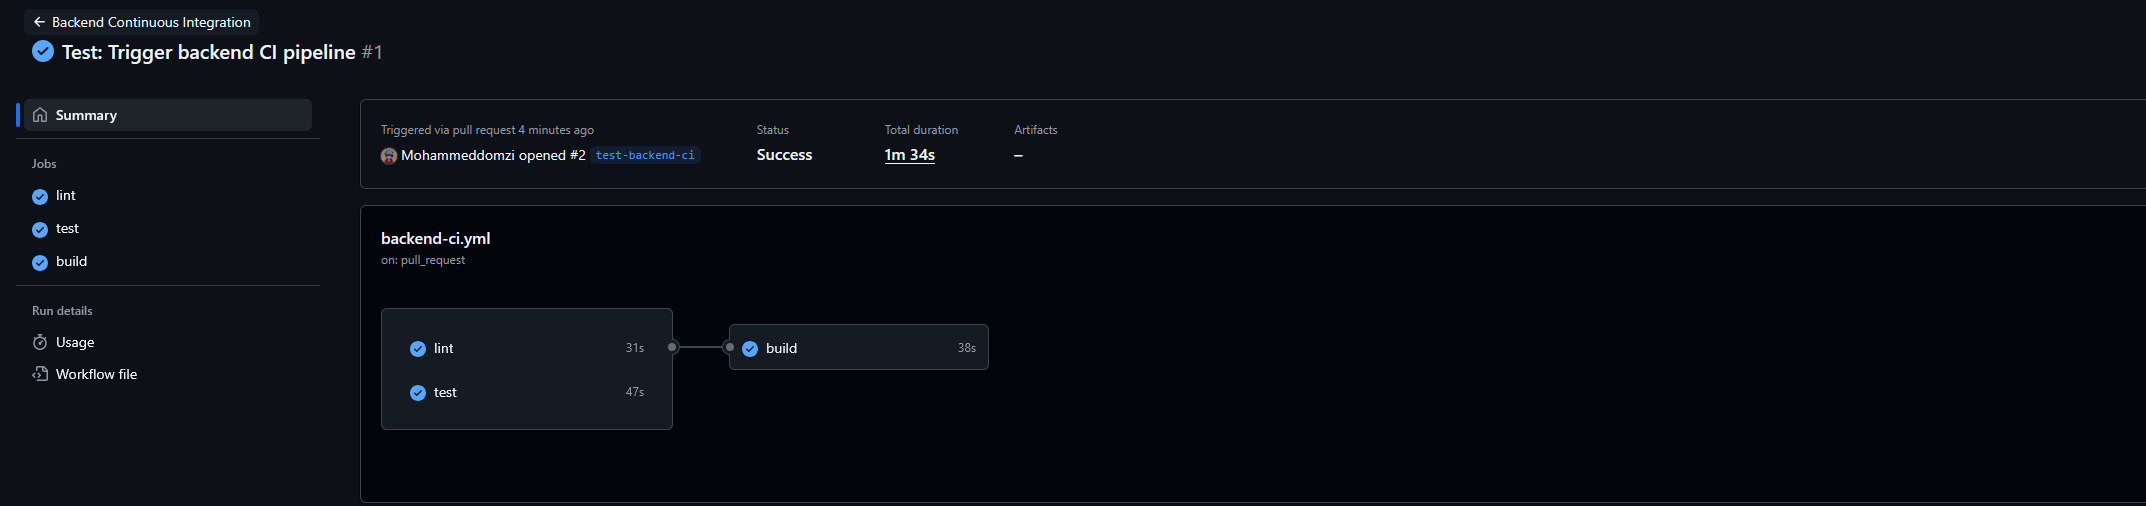 ← Backend Continuous Integration
Test: Trigger backend CI pipeline #1
Summary
Jobs
lint
test
build
Run details
Usage
Workflow file
Triggered via pull request 4 minutes ago
Mohammeddomzi opened #2 test-backend-ci
Status
Success
Total duration
1m 34s
Artifacts
–
backend-ci.yml
on: pull_request
lint 31s
test 47s
build 38s